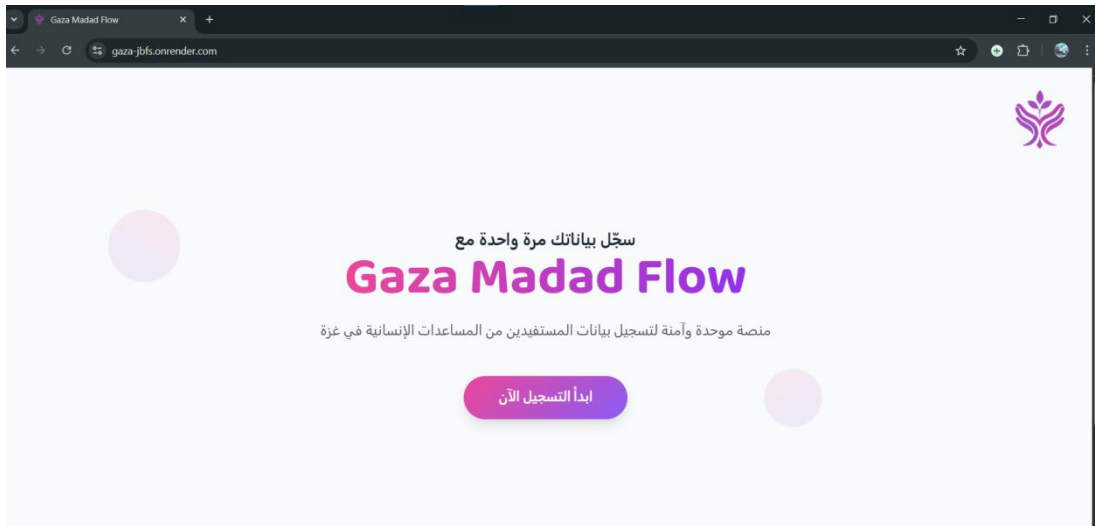 Gaza Madad Flow
gaza-jbfs.onrender.com
سجّل بياناتك مرة واحدة مع
Gaza Madad Flow
منصة موحدة وآمنة لتسجيل بيانات المستفيدين من المساعدات الإنسانية في غزة
ابدأ التسجيل الآن